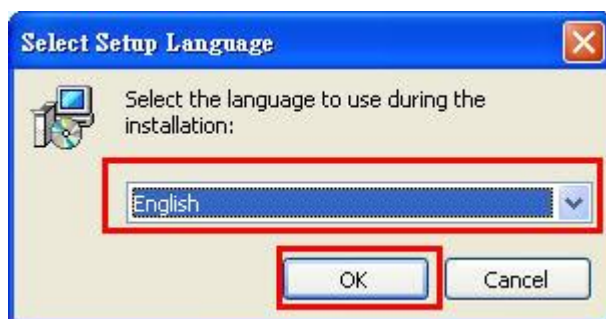 Select Setup Language
Select the language to use during the
installation:
English
OK
Cancel